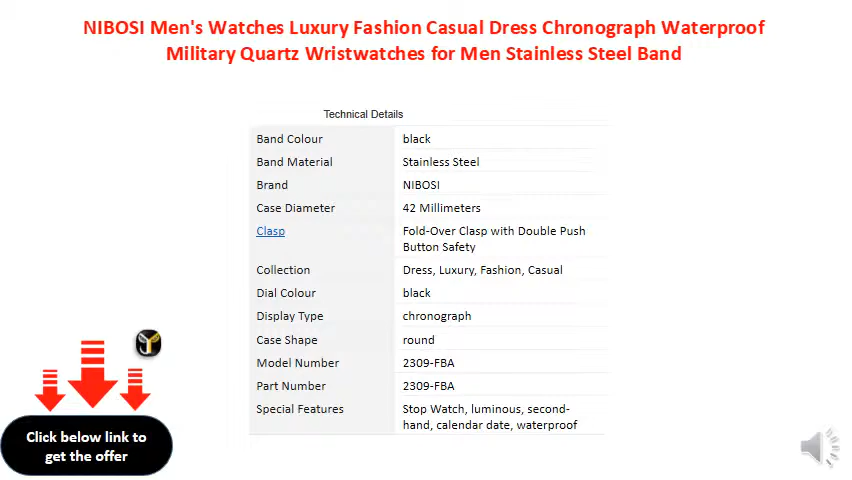 NIBOSI Men's Watches Luxury Fashion Casual Dress Chronograph Waterproof
Military Quartz Wristwatches for Men Stainless Steel Band
Technical Details
Band Colour black
Band Material Stainless Steel
Brand NIBOSI
Case Diameter 42 Millimeters
Clasp Fold-Over Clasp with Double Push
Button Safety
Collection Dress, Luxury, Fashion, Casual
Dial Colour black
Display Type chronograph
Case Shape round
Model Number 2309-FBA
Part Number 2309-FBA
Special Features Stop Watch, luminous, second-
hand, calendar date, waterproof
Click below link to
get the offer